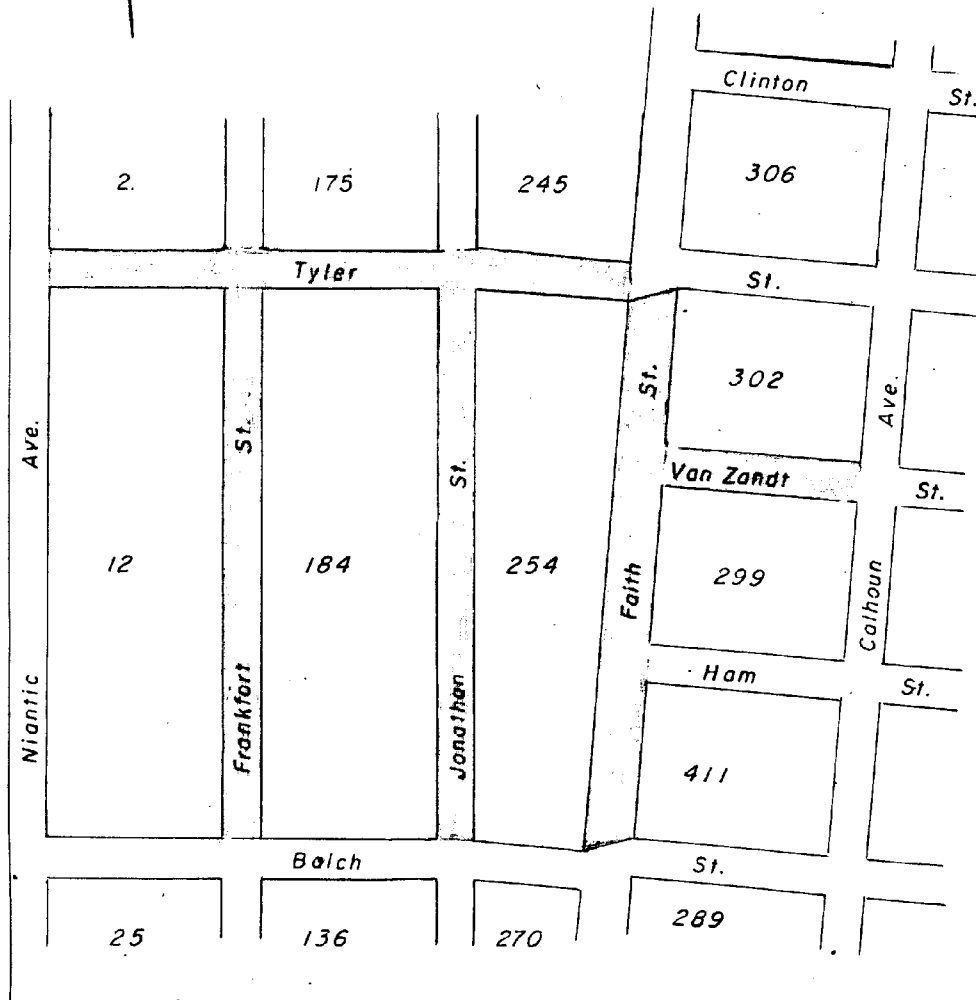 Clinton St.
2. 175 245 306
Tyler St.
302
Niantic Ave.
Frankfort St.
Jonathan St.
Faith St.
Calhoun Ave.
Van Zandt St.
12 184 254 299
Ham St.
411
Balch St.
25 136 270 289